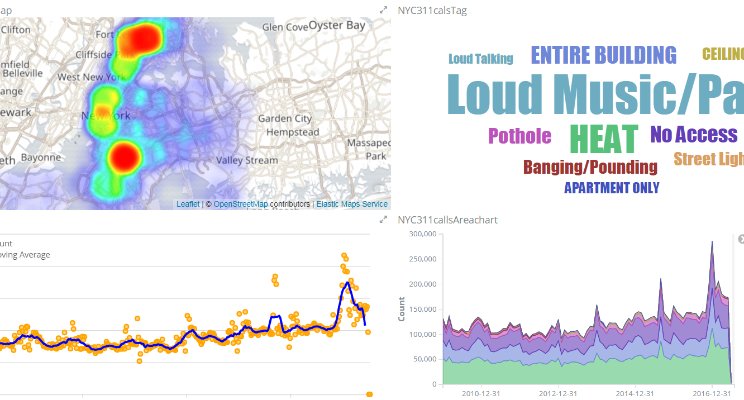 ap
NYC311calsTag
Clifton
Fort
Glen Cove
Oyster Bay
Cliffside
mfield
Belleville
West New York
ange
ewark
New York
Garden City
Hempstead
Massapec
Park
eth
Bayonne
Valley Stream
Leaflet | © OpenStreetMap contributors | Elastic Maps Service
Loud Talking
ENTIRE BUILDING
CEILING
Loud Music/Pa
Pothole
HEAT
No Access
Banging/Pounding
Street Ligh
APARTMENT ONLY
unt
oving Average
NYC311callsAreachart
300,000
250,000
200,000
150,000
100,000
50,000
0
Count
2010-12-31
2012-12-31
2014-12-31
2016-12-31